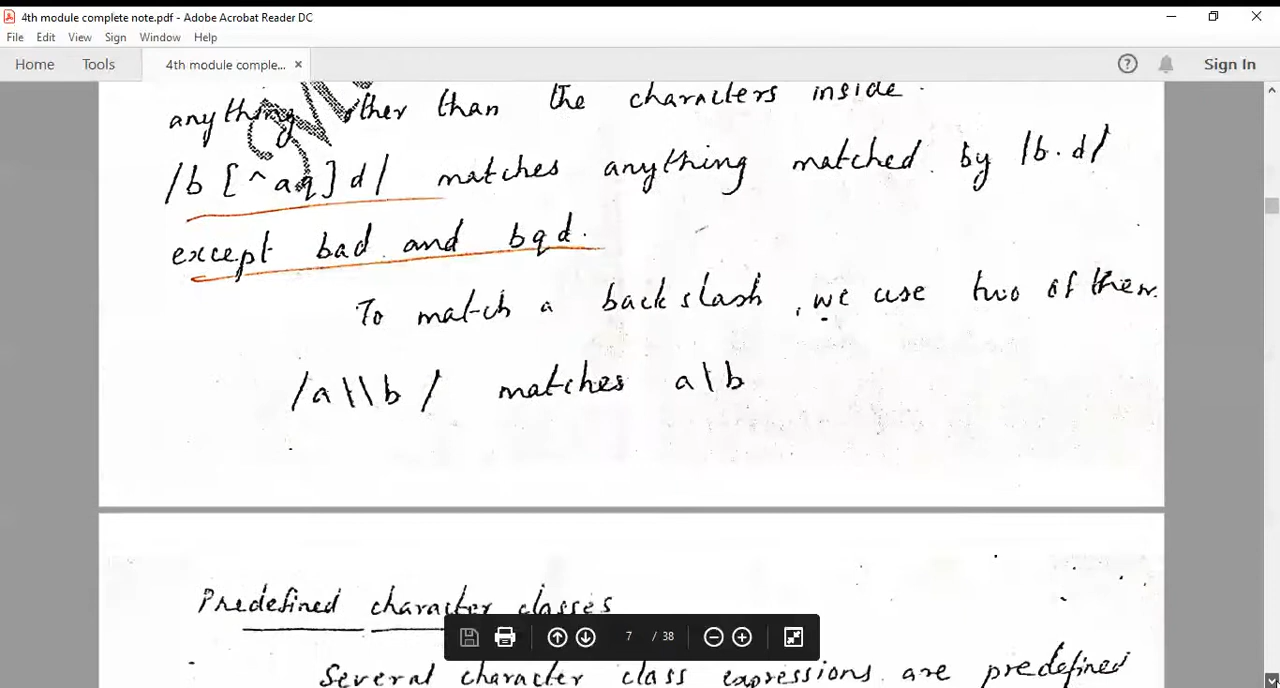 4th module complete note.pdf - Adobe Acrobat Reader DC
File Edit View Sign Window Help
Home Tools 4th module comple... × Sign In
anything other than the characters inside.
/b [^aq] d/ matches anything matched by /b.d/
except bad and bqd.
To match a backslash, we use two of them.
/a\\b/ matches a\b
Predefined character classes
7 / 38
Several character class expressions are predefined